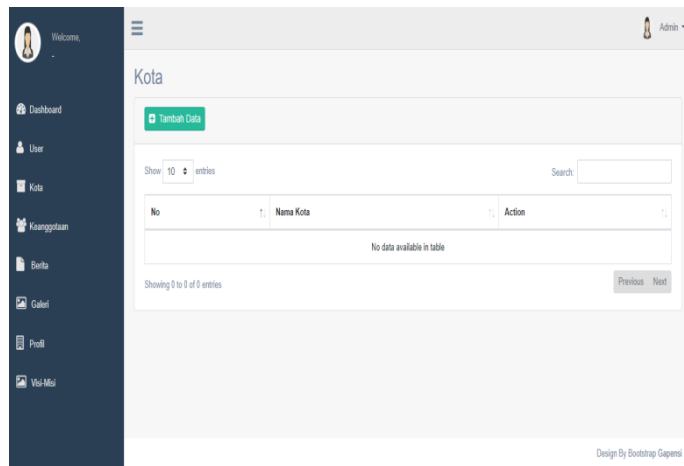 Welcome,
-
Admin
Kota
Dashboard
User
Kota
Keanggotaan
Berita
Galeri
Profil
Visi-Misi
Tambah Data
Show 10 entries
Search:
No Nama Kota Action
No data available in table
Showing 0 to 0 of 0 entries
Previous Next
Design By Bootstrap Gapensi